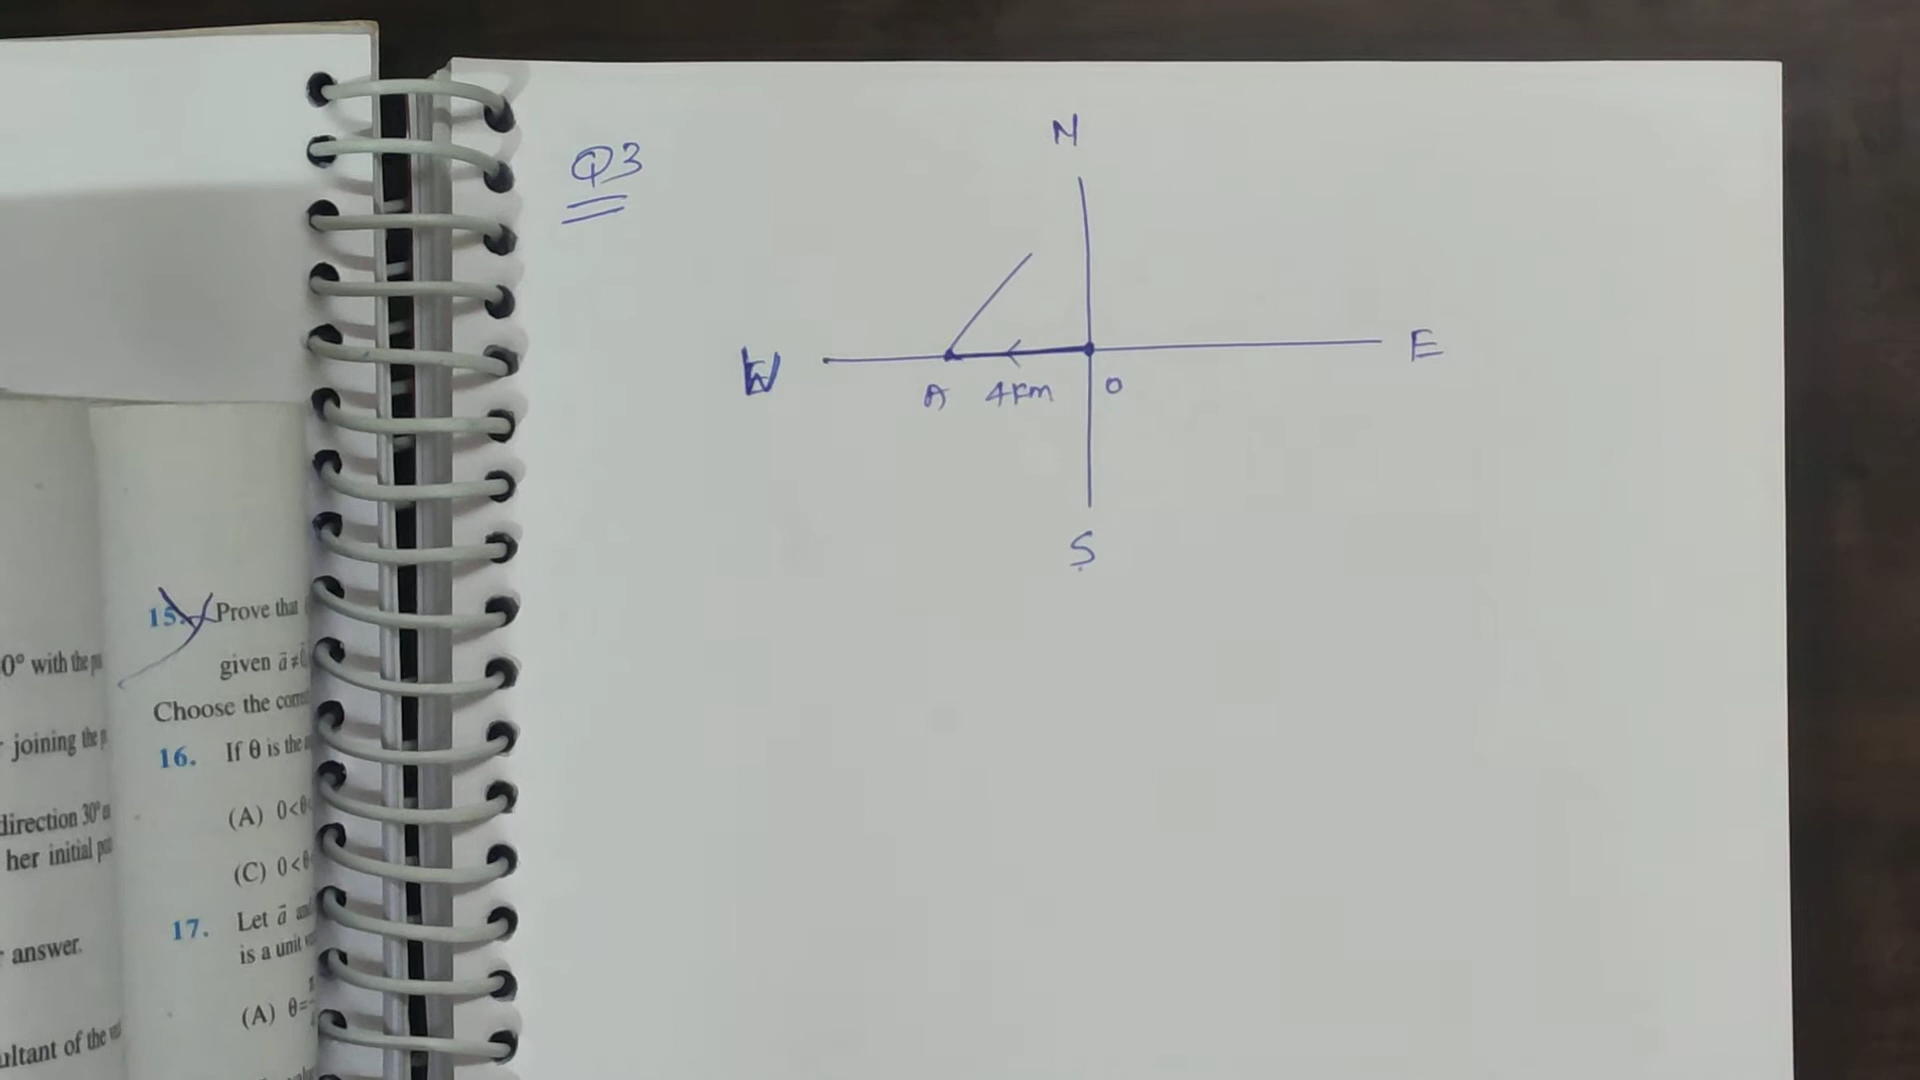 Q3
N
W
E
A 4km O
S
0° with the
joining the
direction 30°
her initial
answer.
of the
15. Prove that
given a⃗ ≠
Choose the
16. If θ is the
(A) 0<θ
(C) 0<θ
17. Let a⃗
is a unit
(A) θ=